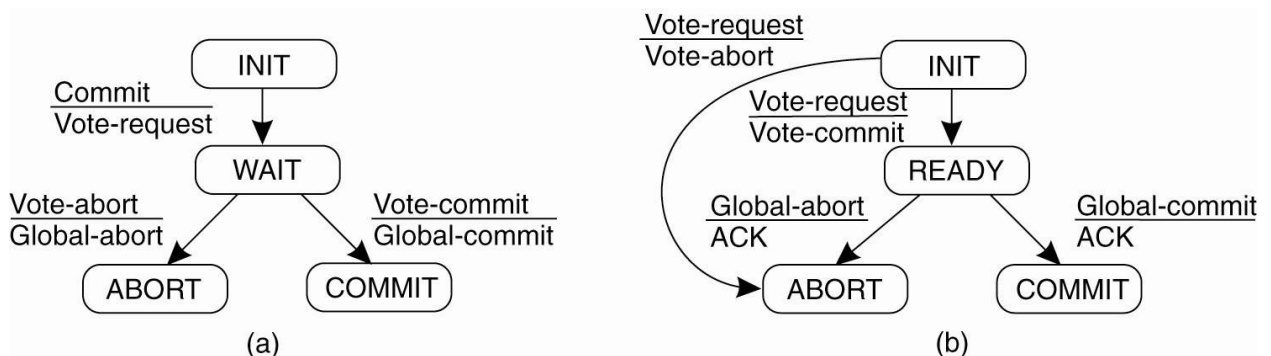 INIT
Commit
Vote-request
WAIT
Vote-abort
Global-abort
Vote-commit
Global-commit
ABORT
COMMIT
(a)
Vote-request
Vote-abort
INIT
Vote-request
Vote-commit
READY
Global-abort
ACK
Global-commit
ACK
ABORT
COMMIT
(b)